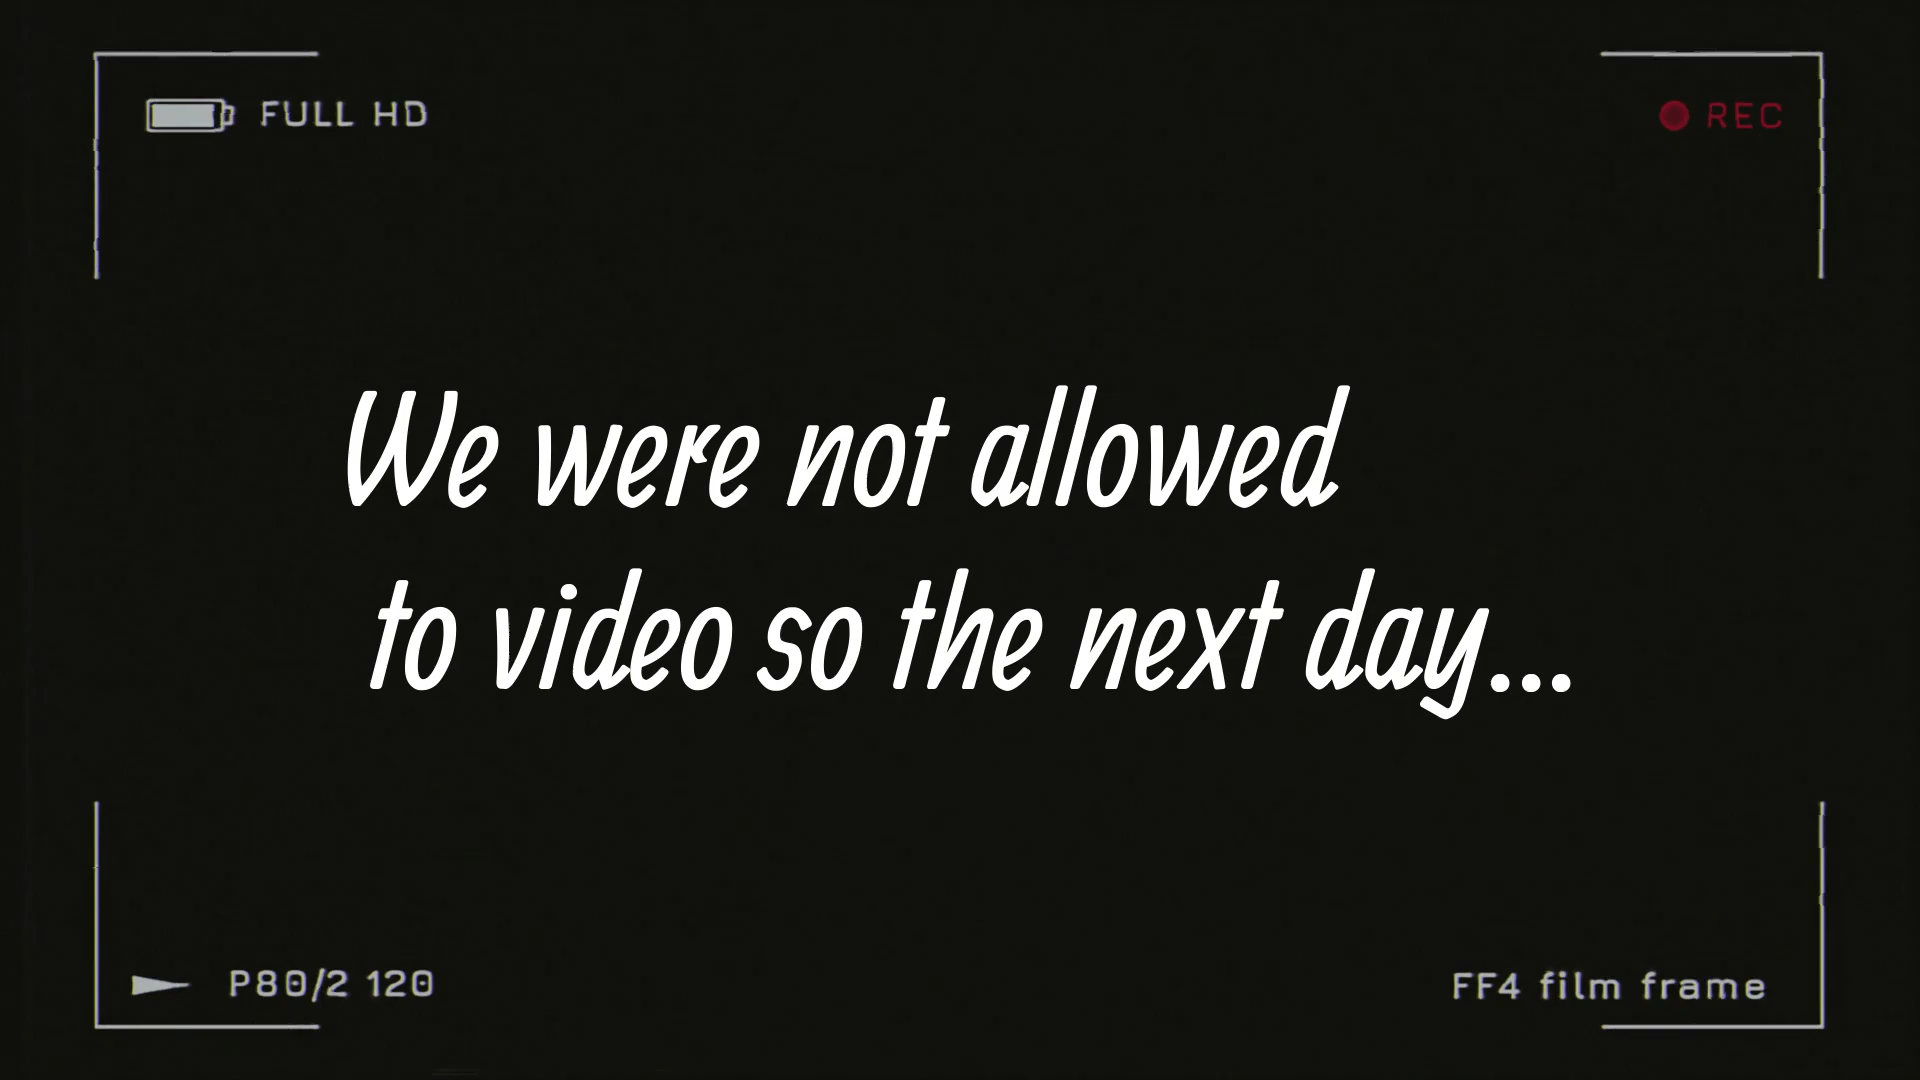 FULL HD
REC
We were not allowed
to video so the next day...
P80/2 120
FF4 film frame